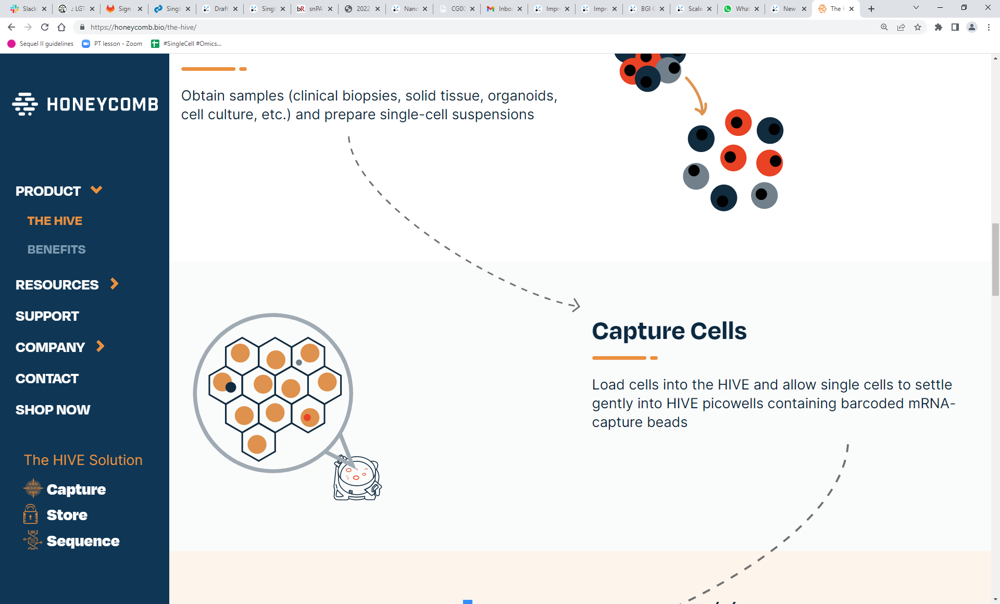 Slack
.: LGT
Sign
Singl
Draft
Singl
bR
snPA
2022
Nanc
CG00
Inbo
Impr
Impr
BGI G
Scale
What
New
The H
https://honeycomb.bio/the-hive/
Sequel II guidelines
PT lesson - Zoom
#SingleCell #Omics...
HONEYCOMB
PRODUCT
THE HIVE
BENEFITS
RESOURCES
SUPPORT
COMPANY
CONTACT
SHOP NOW
The HIVE Solution
Capture
Store
Sequence
Obtain samples (clinical biopsies, solid tissue, organoids,
cell culture, etc.) and prepare single-cell suspensions
Capture Cells
Load cells into the HIVE and allow single cells to settle
gently into HIVE picowells containing barcoded mRNA-
capture beads